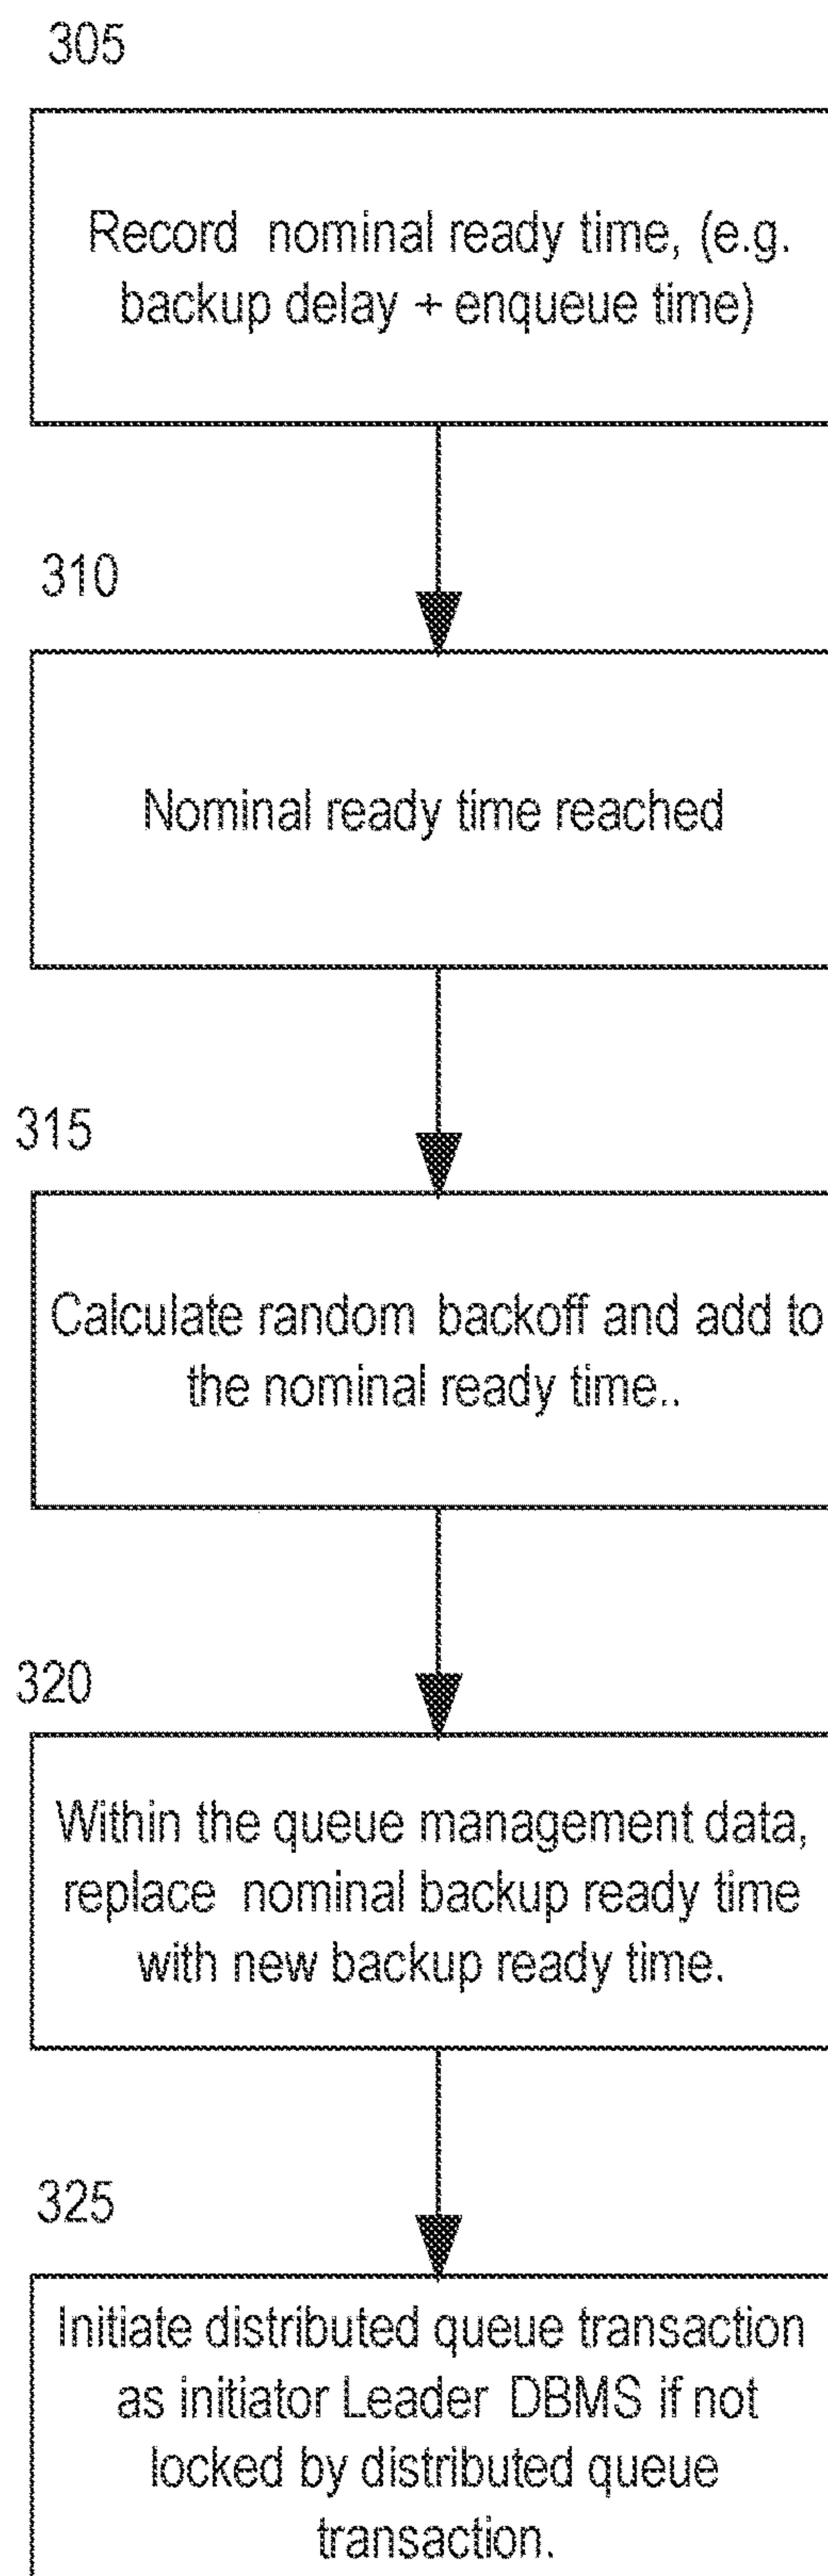 305
Record nominal ready time, (e.g.
backup delay + enqueue time)
310
Nominal ready time reached
315
Calculate random backoff and add to
the nominal ready time..
320
Within the queue management data,
replace nominal backup ready time
with new backup ready time.
325
Initiate distributed queue transaction
as initiator Leader DBMS if not
locked by distributed queue
transaction.